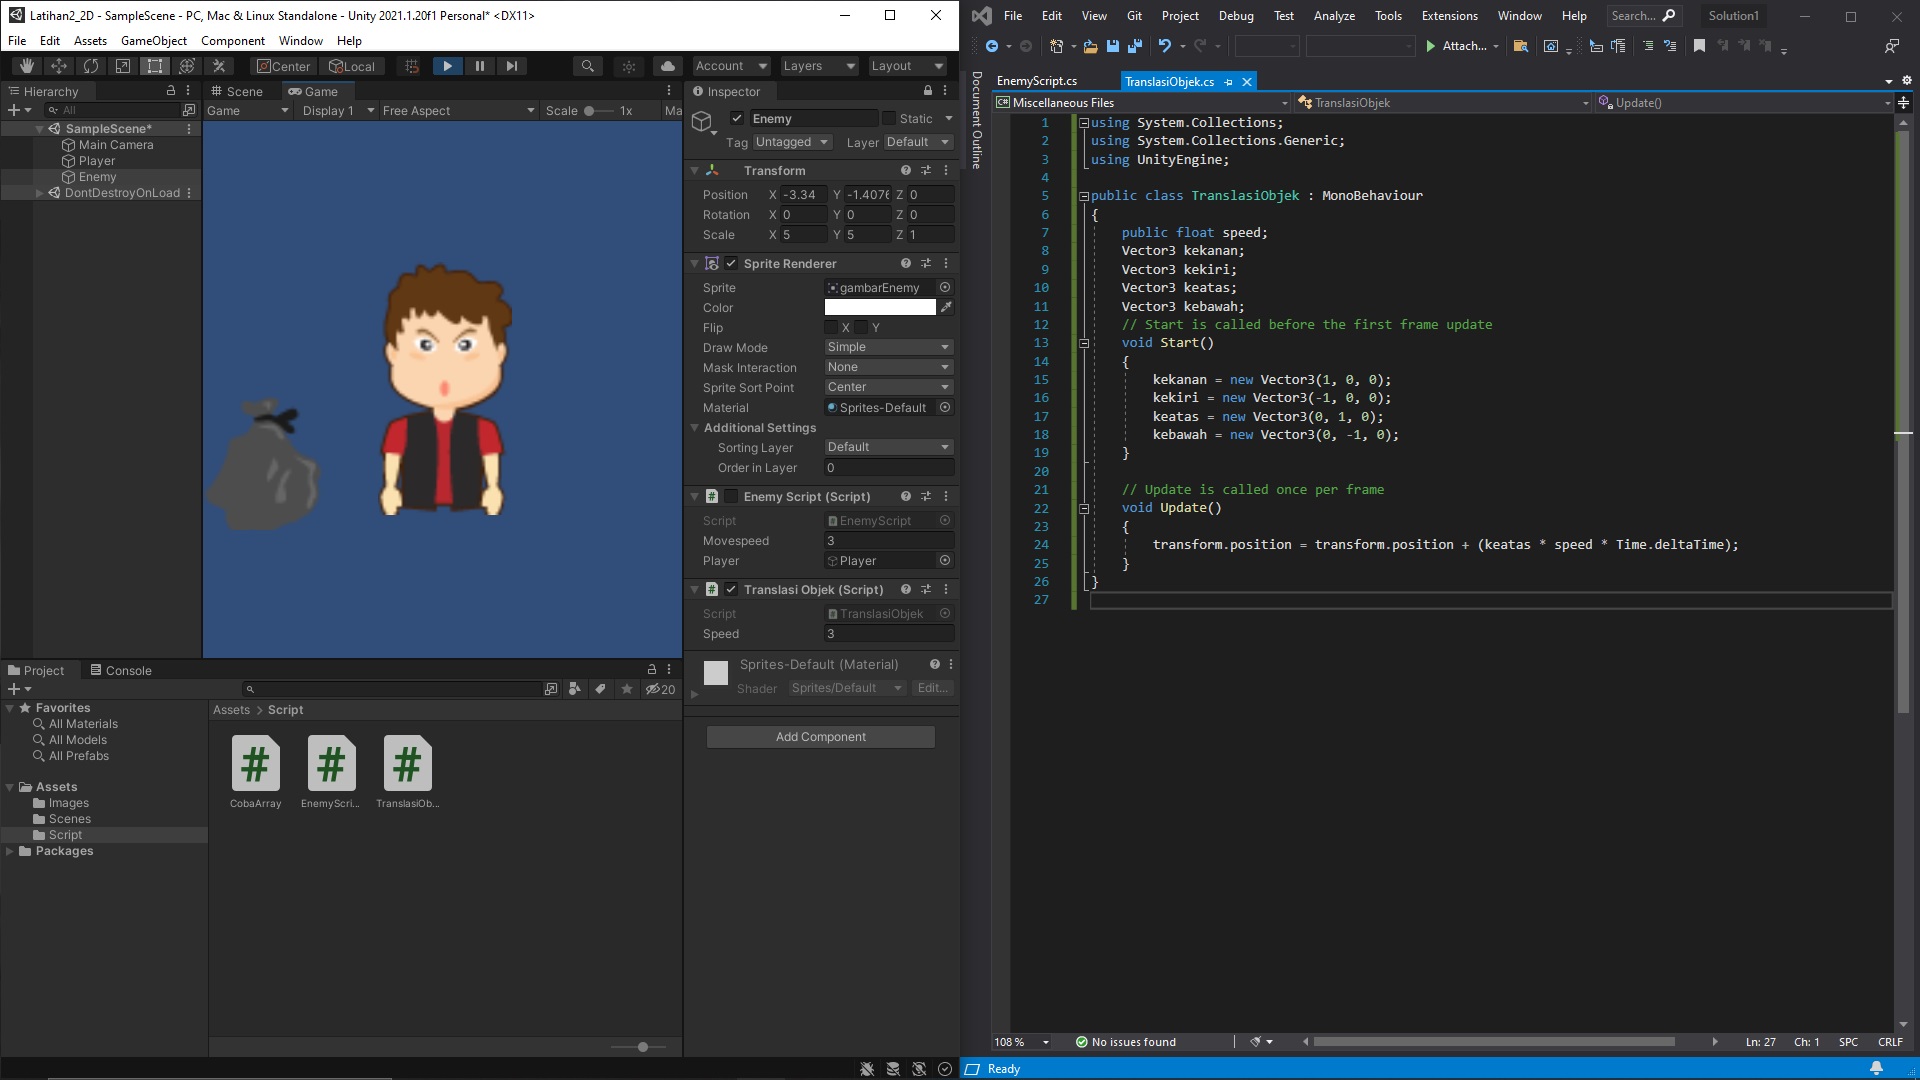 Latihan2_2D - SampleScene - PC, Mac & Linux Standalone - Unity 2021.1.20f1 Personal* <DX11>
File Edit Assets GameObject Component Window Help
Center Local
Account Layers Layout
Hierarchy
All
SampleScene*
Main Camera
Player
Enemy
DontDestroyOnLoad
Scene Game
Game Display 1 Free Aspect Scale 1x Ma
Inspector
Enemy Static
Tag Untagged Layer Default
Transform
Position X -3.34 Y -1.4076 Z 0
Rotation X 0 Y 0 Z 0
Scale X 5 Y 5 Z 1
Sprite Renderer
Sprite gambarEnemy
Color
Flip X Y
Draw Mode Simple
Mask Interaction None
Sprite Sort Point Center
Material Sprites-Default
Additional Settings
Sorting Layer Default
Order in Layer 0
Enemy Script (Script)
Script EnemyScript
Movespeed 3
Player Player
Translasi Objek (Script)
Script TranslasiObjek
Speed 3
Sprites-Default (Material)
Shader Sprites/Default Edit...
Add Component
Project Console
20
Favorites
All Materials
All Models
All Prefabs
Assets
Images
Scenes
Script
Packages
Assets > Script
CobaArray EnemyScri... TranslasiOb...
File Edit View Git Project Debug Test Analyze Tools Extensions Window Help Search... Solution1
Attach...
Document Outline
EnemyScript.cs TranslasiObjek.cs
Miscellaneous Files TranslasiObjek Update()
1 using System.Collections;
2 using System.Collections.Generic;
3 using UnityEngine;
4
5 public class TranslasiObjek : MonoBehaviour
6 {
7 public float speed;
8 Vector3 kekanan;
9 Vector3 kekiri;
10 Vector3 keatas;
11 Vector3 kebawah;
12 // Start is called before the first frame update
13 void Start()
14 {
15 kekanan = new Vector3(1, 0, 0);
16 kekiri = new Vector3(-1, 0, 0);
17 keatas = new Vector3(0, 1, 0);
18 kebawah = new Vector3(0, -1, 0);
19 }
20
21 // Update is called once per frame
22 void Update()
23 {
24 transform.position = transform.position + (keatas * speed * Time.deltaTime);
25 }
26 }
27
108 % No issues found Ln: 27 Ch: 1 SPC CRLF
Ready